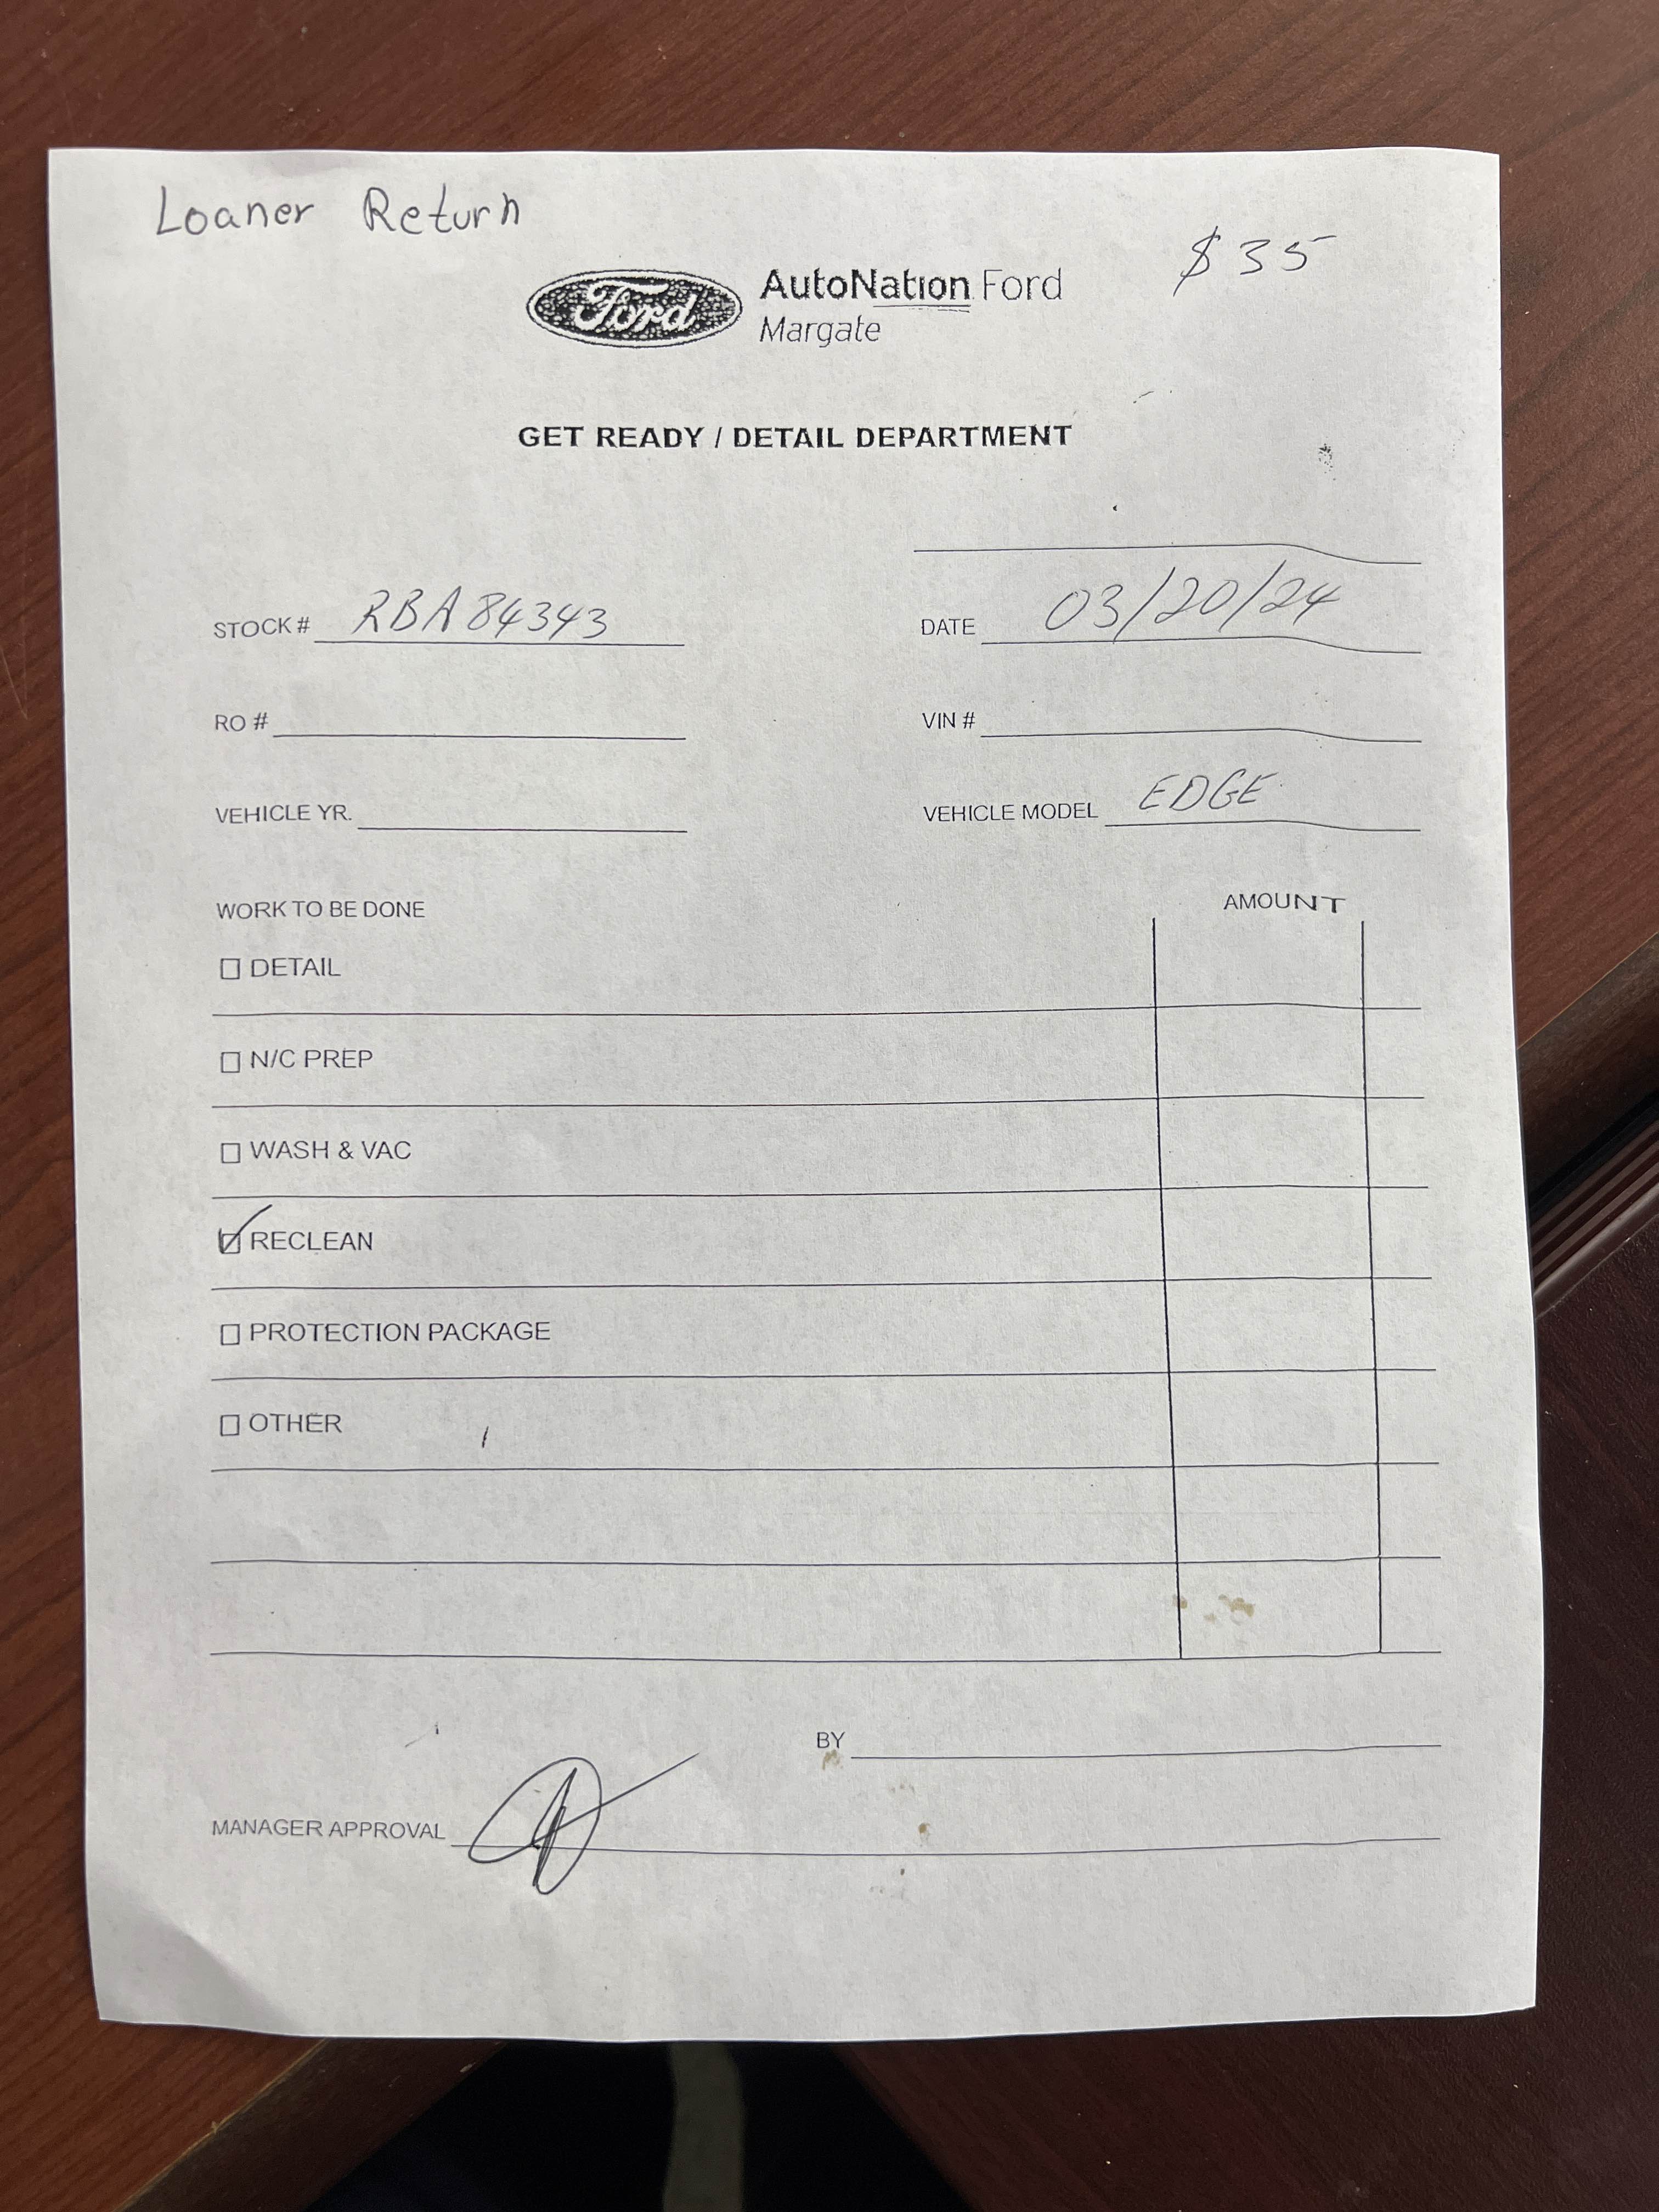 Loaner Return
$35
Ford AutoNation Ford
Margate
GET READY / DETAIL DEPARTMENT
STOCK # RBA84343 DATE 03/20/24
RO # VIN #
VEHICLE YR. VEHICLE MODEL EDGE
WORK TO BE DONE AMOUNT
DETAIL
N/C PREP
WASH & VAC
RECLEAN
PROTECTION PACKAGE
OTHER
BY
MANAGER APPROVAL